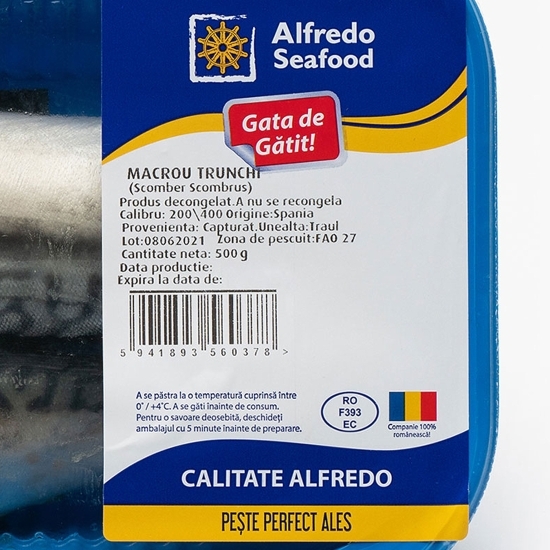 Alfredo
Seafood
Gata de
Gătit!
MACROU TRUNCHI
(Scomber Scombrus)
Produs decongelat.A nu se recongela
Calibru: 200\400 Origine:Spania
Provenienta: Capturat.Unealta:Traul
Lot:08062021 Zona de pescuit:FAO 27
Cantitate neta: 500 g
Data productie:
Expira la data de:
5 941893 560378 >
A se păstra la o temperatură cuprinsă între
0˚/ +4˚C. A se găti înainte de consum.
Pentru o savoare deosebită, deschideți
ambalajul cu 5 minute înainte de preparare.
RO
F393
EC
Companie 100%
românească!
CALITATE ALFREDO
PEȘTE PERFECT ALES